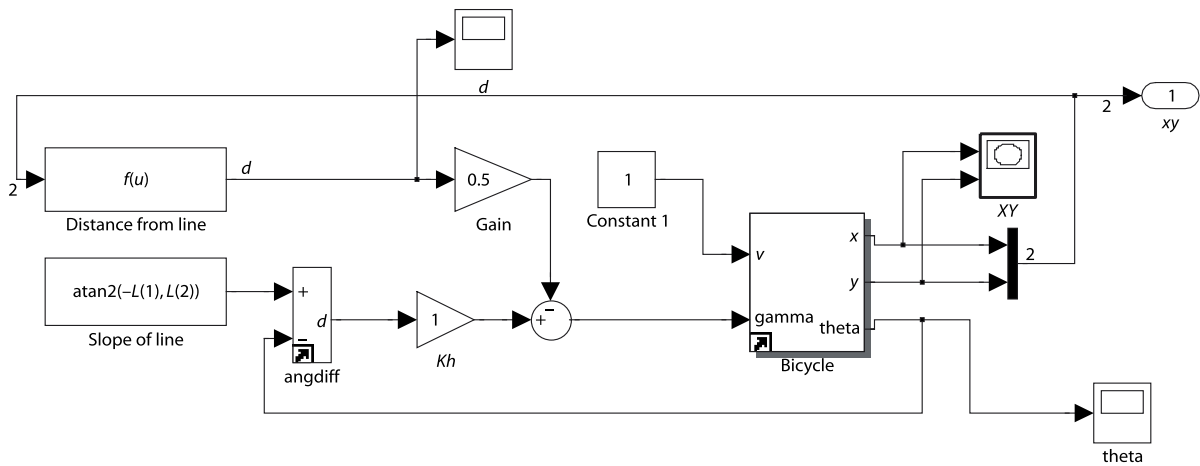 d
1
2
xy
2
f(u)
d
0.5
1
Distance from line
Gain
Constant 1
XY
atan2(–L(1), L(2))
Slope of line
+
d
–
angdiff
1
Kh
+
–
v
gamma
x
y
theta
Bicycle
2
theta